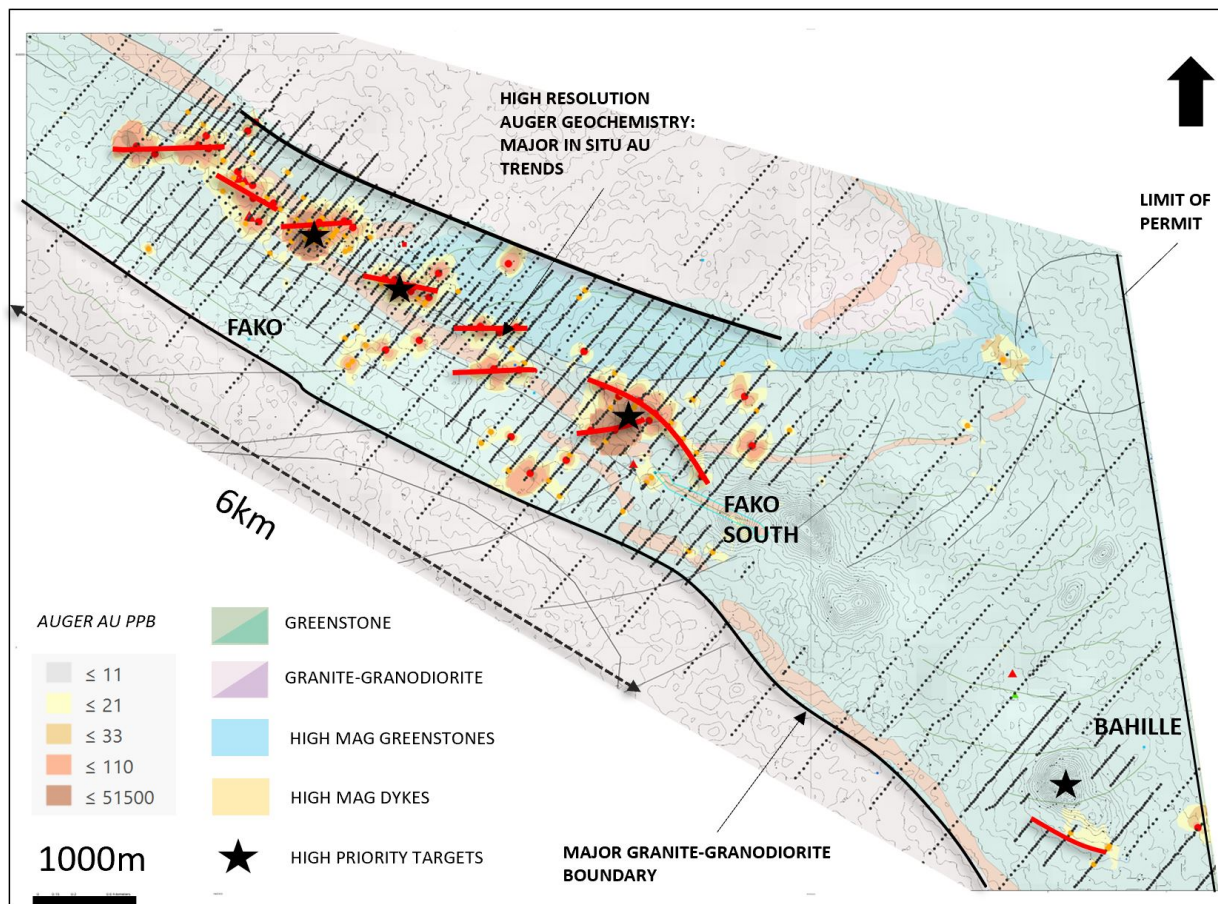 HIGH RESOLUTION
AUGER GEOCHEMISTRY:
MAJOR IN SITU AU
TRENDS
LIMIT OF
PERMIT
FAKO
6km
FAKO
SOUTH
BAHILLE
AUGER AU PPB
≤ 11
≤ 21
≤ 33
≤ 110
≤ 51500
GREENSTONE
GRANITE-GRANODIORITE
HIGH MAG GREENSTONES
HIGH MAG DYKES
HIGH PRIORITY TARGETS
1000m
MAJOR GRANITE-GRANODIORITE
BOUNDARY